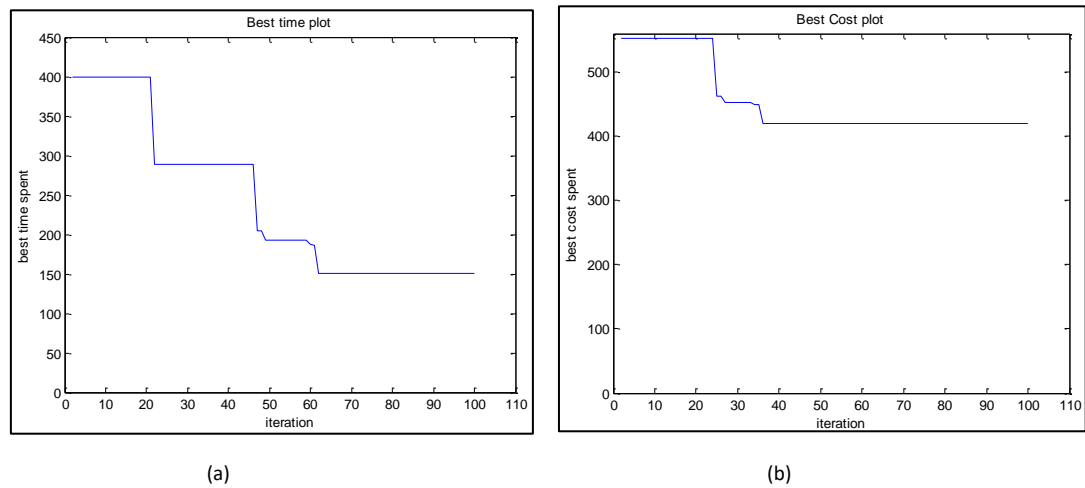 Best time plot
450
400
350
300
250
200
150
100
50
0
best time spent
0 10 20 30 40 50 60 70 80 90 100 110
iteration
(a)
Best Cost plot
500
400
300
200
100
0
best cost spent
0 10 20 30 40 50 60 70 80 90 100 110
iteration
(b)